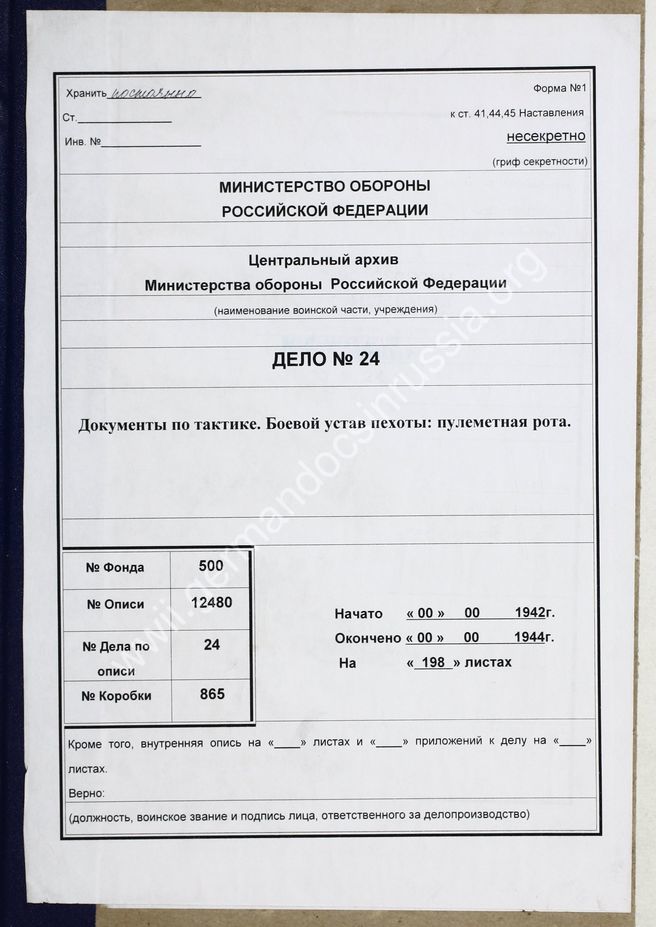 Хранить постоянно
Форма №1
Ст.
к ст. 41,44,45 Наставления
Инв. №
несекретно
(гриф секретности)
МИНИСТЕРСТВО ОБОРОНЫ
РОССИЙСКОЙ ФЕДЕРАЦИИ
Центральный архив
Министерства обороны Российской Федерации
(наименование воинской части, учреждения)
ДЕЛО № 24
Документы по тактике. Боевой устав пехоты: пулеметная рота.
№ Фонда 500
№ Описи 12480
№ Дела по описи 24
№ Коробки 865
Начато « 00 » 00 1942г.
Окончено « 00 » 00 1944г.
На « 198 » листах
Кроме того, внутренняя опись на «____» листах и «____» приложений к делу на «____»
листах.
Верно:
(должность, воинское звание и подпись лица, ответственного за делопроизводство)
www.germandocsinrussia.org